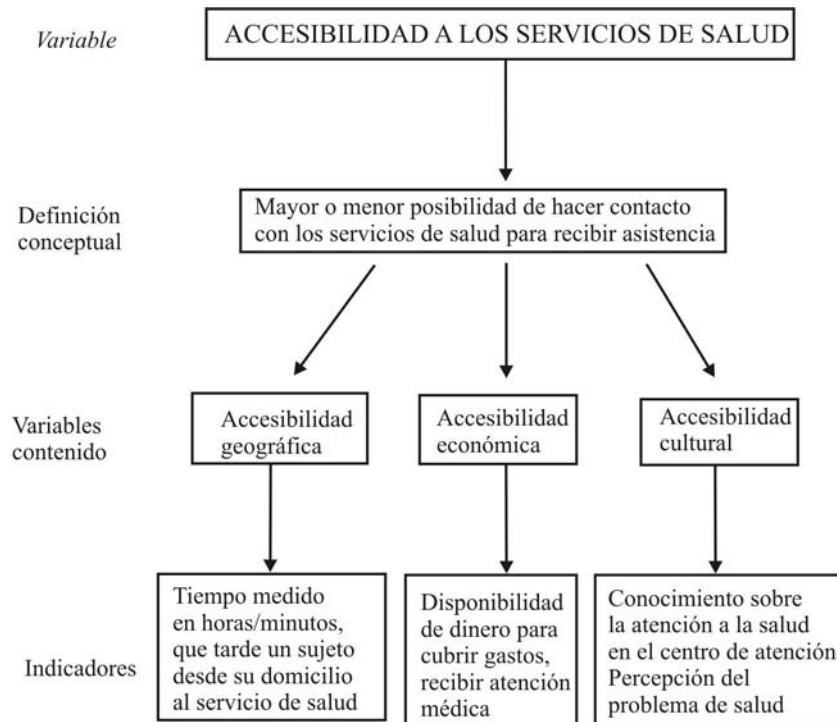 Variable
ACCESIBILIDAD A LOS SERVICIOS DE SALUD
Definición
conceptual
Mayor o menor posibilidad de hacer contacto
con los servicios de salud para recibir asistencia
Variables
contenido
Accesibilidad
geográfica
Accesibilidad
económica
Accesibilidad
cultural
Indicadores
Tiempo medido
en horas/minutos,
que tarde un sujeto
desde su domicilio
al servicio de salud
Disponibilidad
de dinero para
cubrir gastos,
recibir atención
médica
Conocimiento sobre
la atención a la salud
en el centro de atención
Percepción del
problema de salud